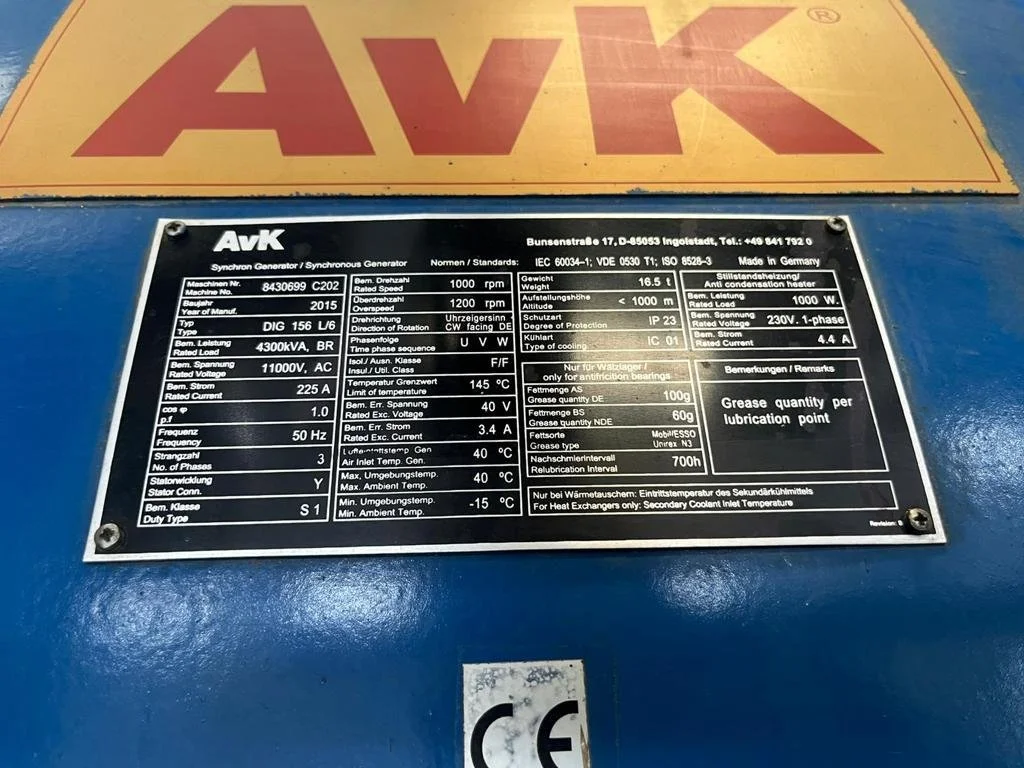 AvK®
AvK
Bunsenstraße 17, D-85053 Ingolstadt, Tel.: +49 841 792 0
Synchron Generator / Synchronous Generator Normen / Standards: IEC 60034-1; VDE 0530 T1; ISO 8528-3 Made in Germany
Maschinen Nr.
Machine No. 8430699 C202
Baujahr
Year of Manuf. 2015
Typ
Type DIG 156 L/6
Bem. Leistung
Rated Load 4300kVA, BR
Bem. Spannung
Rated Voltage 11000V, AC
Bem. Strom
Rated Current 225 A
cos φ
p.f 1.0
Frequenz
Frequency 50 Hz
Strangzahl
No. of Phases 3
Statorwicklung
Stator Conn. Y
Bem. Klasse
Duty Type S 1
Bem. Drehzahl
Rated Speed 1000 rpm
Überdrehzahl
Overspeed 1200 rpm
Drehrichtung Uhrzeigersinn
Direction of Rotation CW facing DE
Phasenfolge
Time phase sequence U V W
Isol./ Ausn. Klasse
Insul./ Util. Class F/F
Temperatur Grenzwert
Limit of temperature 145 °C
Bem. Err. Spannung
Rated Exc. Voltage 40 V
Bem. Err. Strom
Rated Exc. Current 3.4 A
Air Inlet Temp. Gen 40 °C
Max. Umgebungstemp.
Max. Ambient Temp. 40 °C
Min. Umgebungstemp.
Min. Ambient Temp. -15 °C
Gewicht
Weight 16.5 t
Aufstellungshöhe
Altitude < 1000 m
Schutzart
Degree of Protection IP 23
Kühlart
Type of cooling IC 01
Nur für Wälzlager /
only for antifriction bearings
Fettmenge AS
Grease quantity DE 100g
Fettmenge BS
Grease quantity NDE 60g
Fettsorte Mobil/ESSO
Grease type Unirex N3
Nachschmierintervall
Relubrication Interval 700h
Stillstandsheizung/
Anti condensation heater
Bem. Leistung
Rated Load 1000 W.
Bem. Spannung
Rated Voltage 230V. 1-phase
Bem. Strom
Rated Current 4.4 A
Bemerkungen / Remarks
Grease quantity per
lubrication point
Nur bei Wärmetauschern: Eintrittstemperatur des Sekundärkühlmittels
For Heat Exchangers only: Secondary Coolant Inlet Temperature
Revision: B
CE